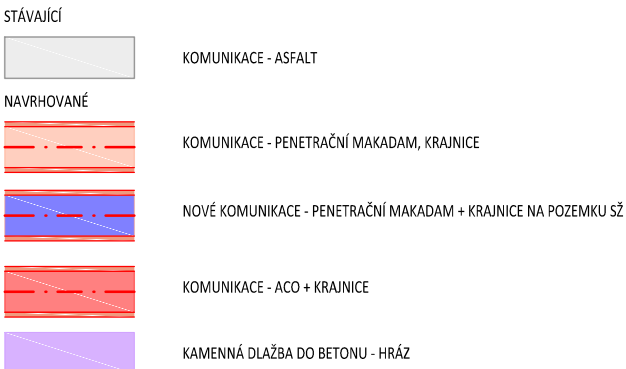 STÁVAJÍCÍ
KOMUNIKACE - ASFALT
NAVRHOVANÉ
KOMUNIKACE - PENETRAČNÍ MAKADAM, KRAJNICE
NOVÉ KOMUNIKACE - PENETRAČNÍ MAKADAM + KRAJNICE NA POZEMKU SŽ
KOMUNIKACE - ACO + KRAJNICE
KAMENNÁ DLAŽBA DO BETONU - HRÁZ